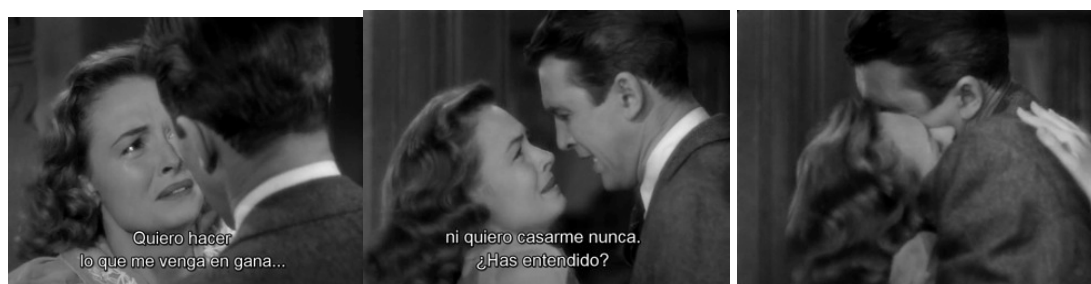 Quiero hacer
lo que me venga en gana...
ni quiero casarme nunca.
¿Has entendido?